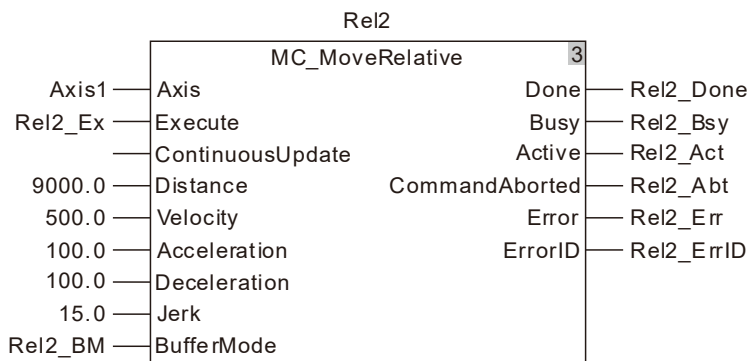 Rel2
MC_MoveRelative 3
Axis1 Axis Done Rel2_Done
Rel2_Ex Execute Busy Rel2_Bsy
ContinuousUpdate Active Rel2_Act
9000.0 Distance CommandAborted Rel2_Abt
500.0 Velocity Error Rel2_Err
100.0 Acceleration ErrorID Rel2_ErrID
100.0 Deceleration
15.0 Jerk
Rel2_BM BufferMode